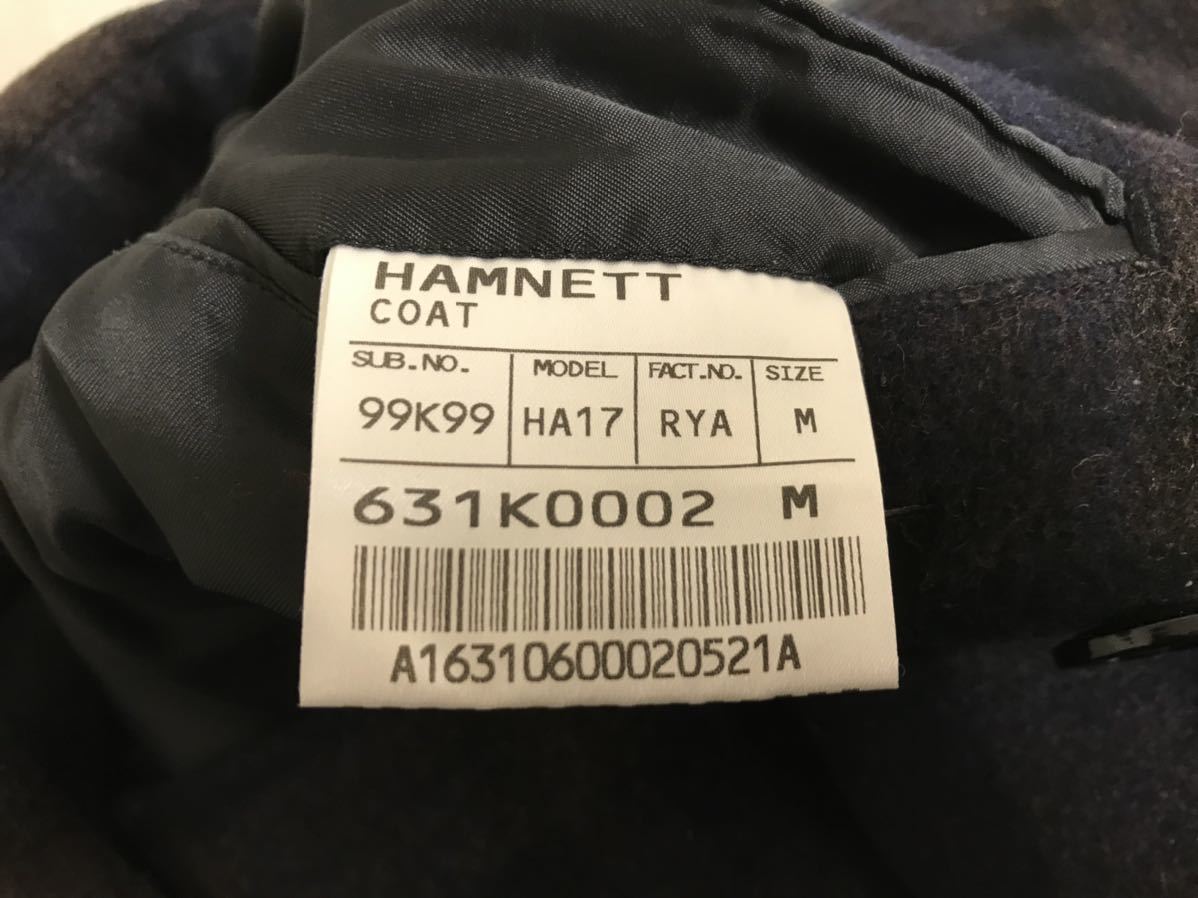 HAMNETT
COAT
SUB.NO. MODEL FACT.NO. SIZE
99K99 HA17 RYA M
631K0002 M
A16310600020521A